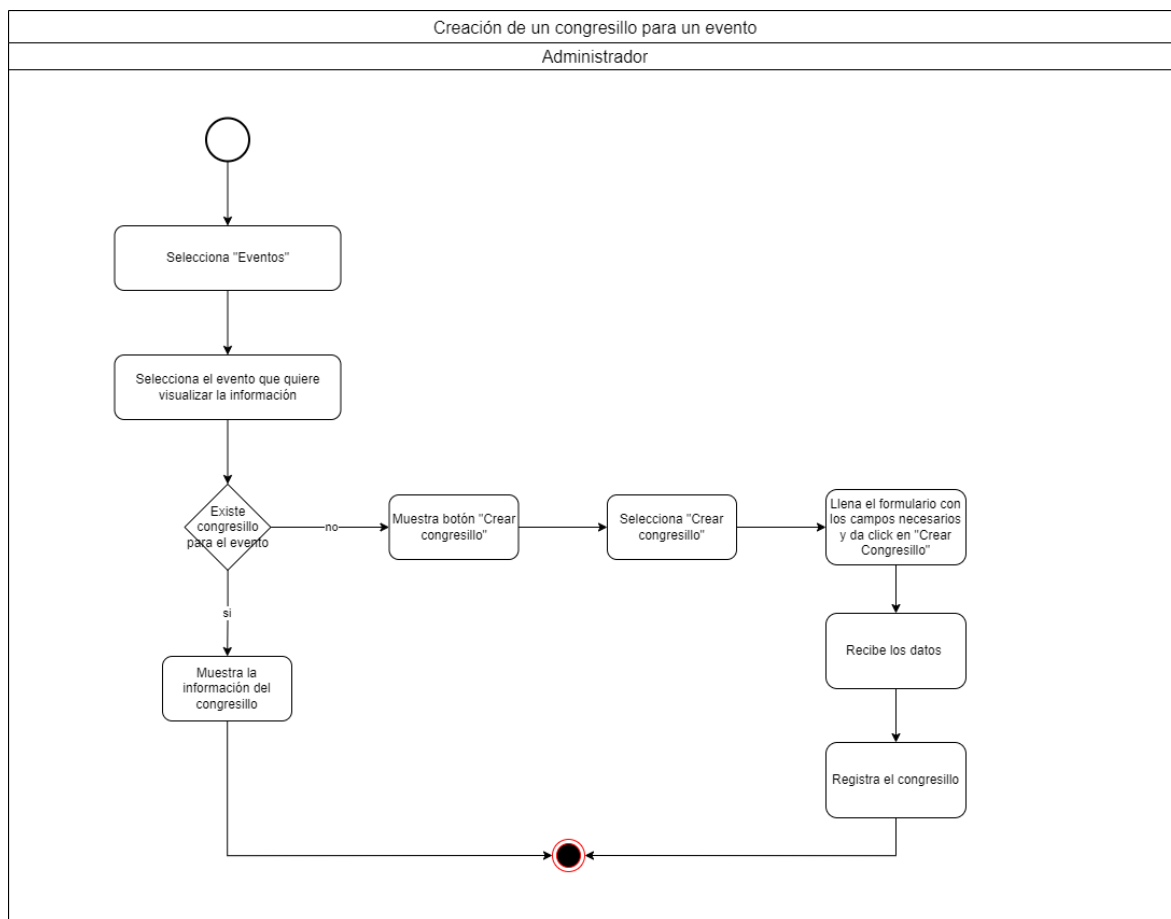 Creación de un congresillo para un evento
Administrador
Selecciona "Eventos"
Selecciona el evento que quiere
visualizar la información
Existe
congresillo
para el evento
no
Muestra botón "Crear
congresillo"
Selecciona "Crear
congresillo"
Llena el formulario con
los campos necesarios
y da click en "Crear
Congresillo"
si
Recibe los datos
Muestra la
información del
congresillo
Registra el congresillo